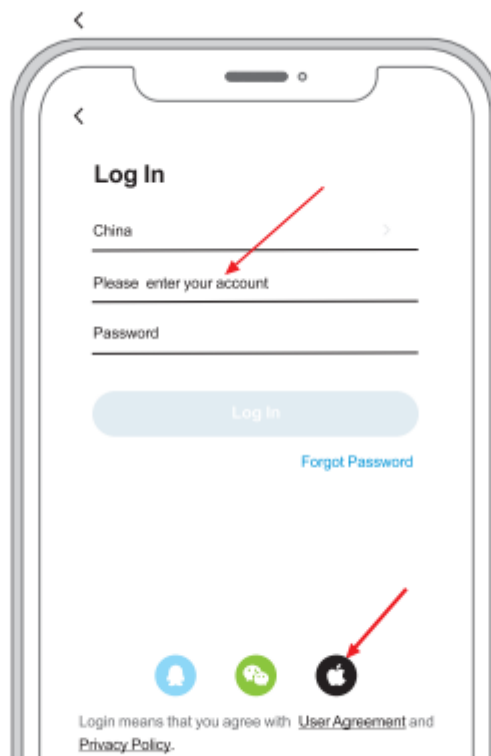 Log In
China
Please enter your account
Password
Log In
Forgot Password
Login means that you agree with User Agreement and
Privacy Policy.